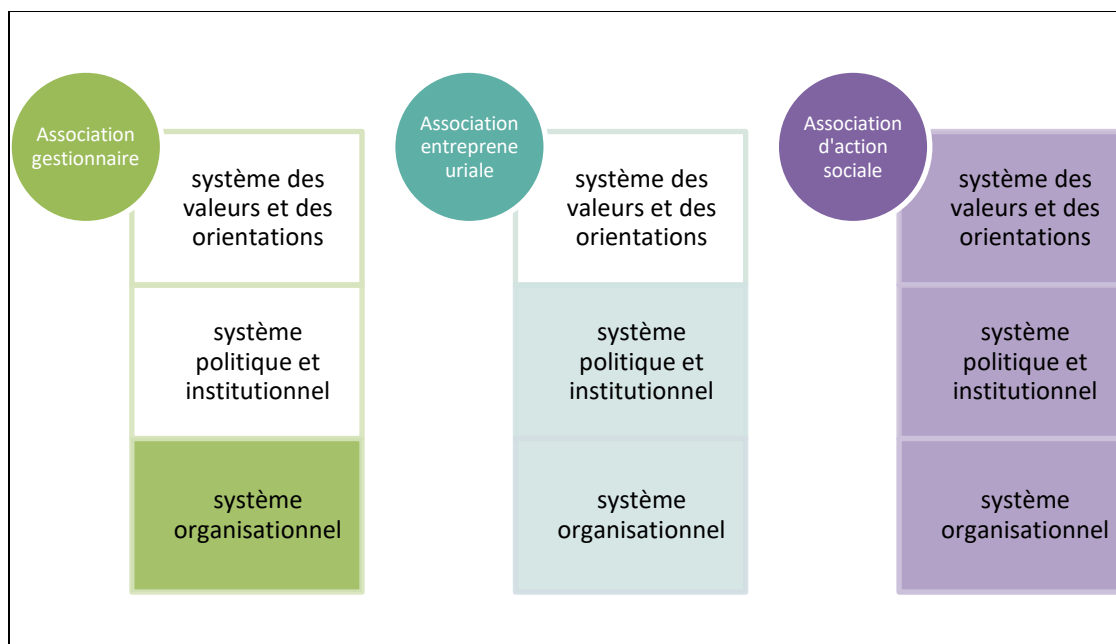 Association
gestionnaire
système des
valeurs et des
orientations
système
politique et
institutionnel
système
organisationnel
Association
entreprene
uriale
système des
valeurs et des
orientations
système
politique et
institutionnel
système
organisationnel
Association
d'action
sociale
système des
valeurs et des
orientations
système
politique et
institutionnel
système
organisationnel